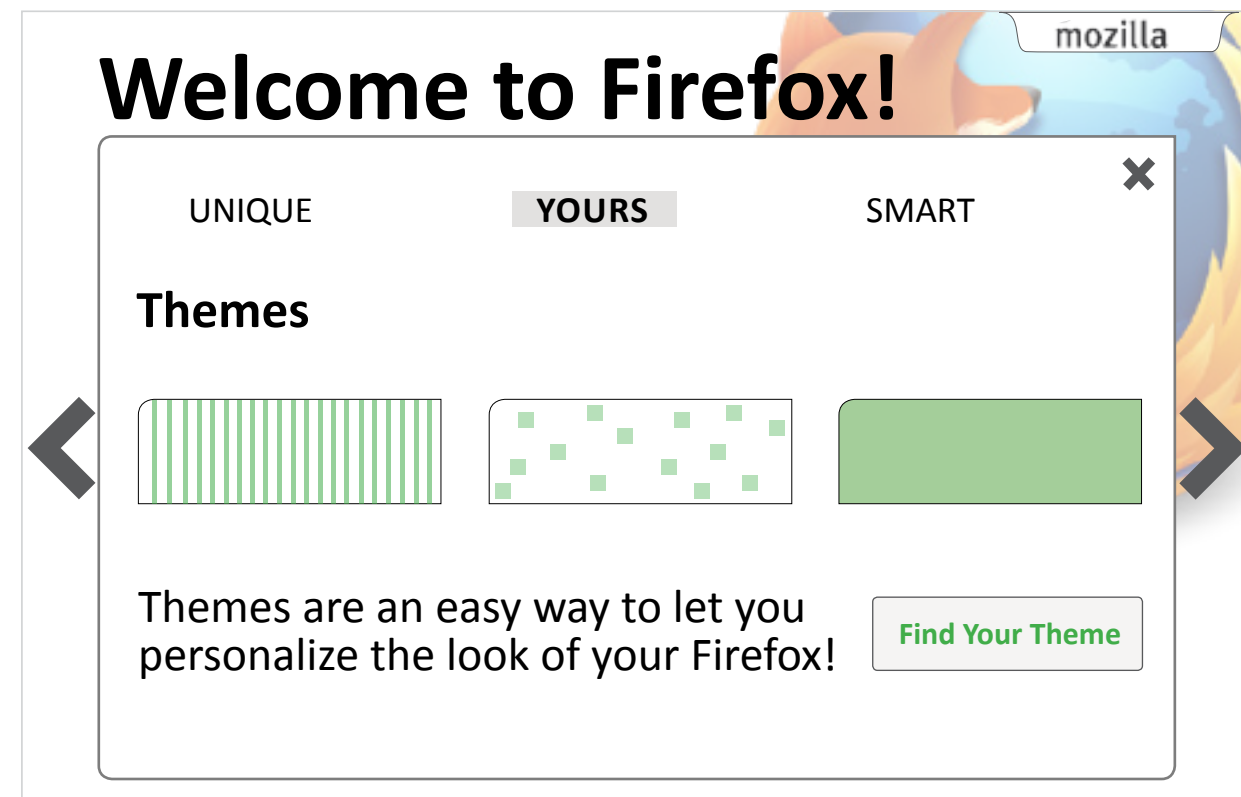 mozilla
Welcome to Firefox!
UNIQUE YOURS SMART
Themes
Themes are an easy way to let you
personalize the look of your Firefox!
Find Your Theme